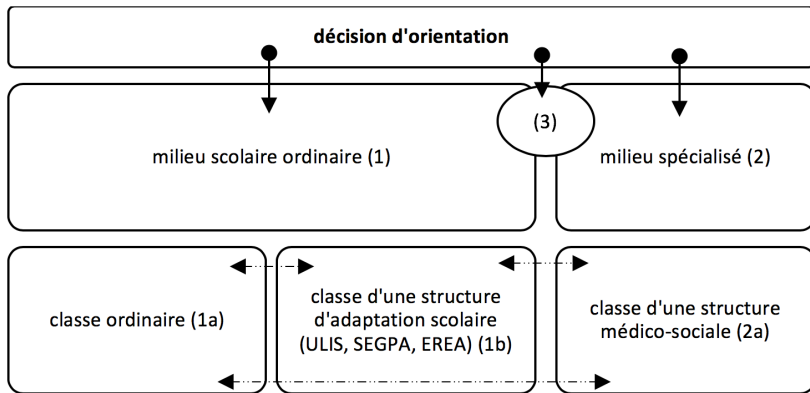 décision d'orientation
(3)
milieu scolaire ordinaire (1)
milieu spécialisé (2)
classe ordinaire (1a)
classe d'une structure
d'adaptation scolaire
(ULIS, SEGPA, EREA) (1b)
classe d'une structure
médico-sociale (2a)